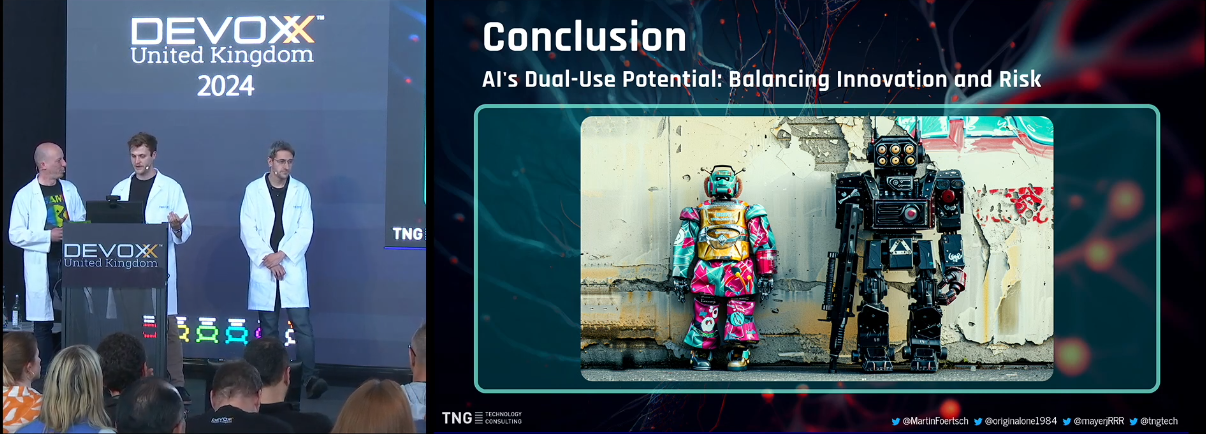 DEVOXX™
United Kingdom
2024
TNG
DEVOXX
United Kingdom
DEVOXX
Conclusion
AI's Dual-Use Potential: Balancing Innovation and Risk
TNG TECHNOLOGY
CONSULTING
@MartinFoertsch @originalone1984 @mayerjRRR @tngtech